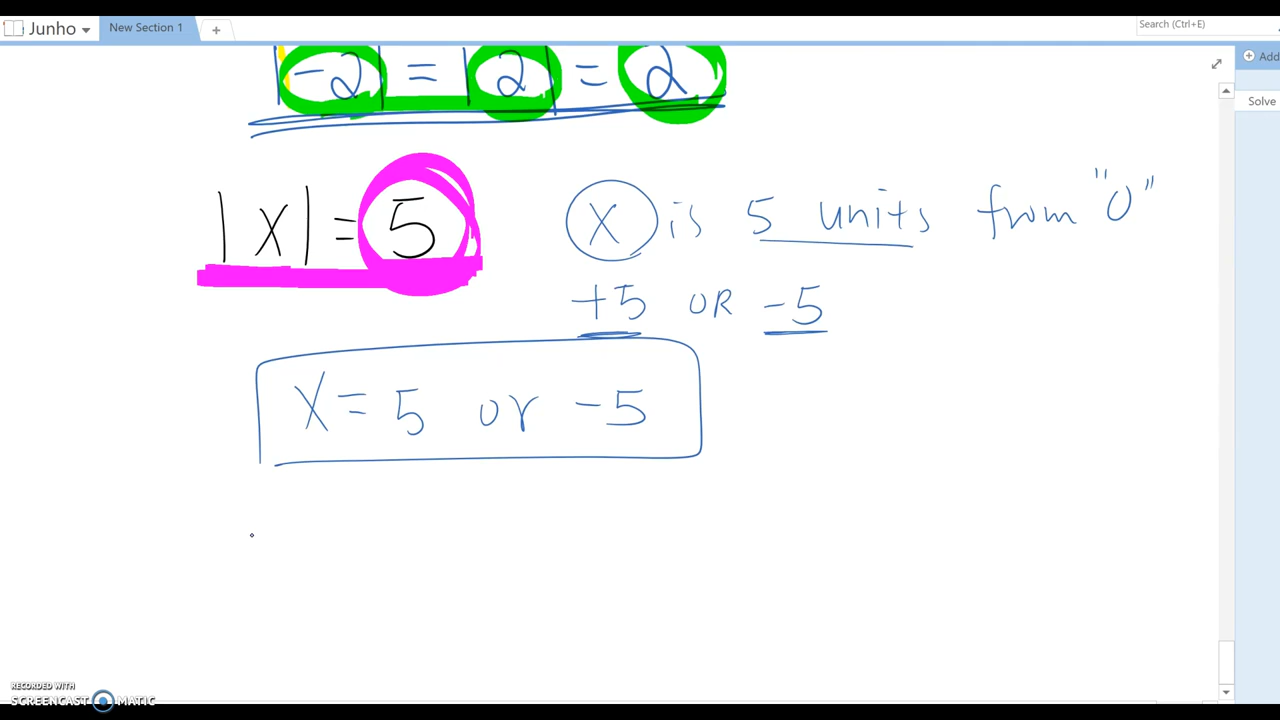 Junho New Section 1 + Search (Ctrl+E)
Add
Solve
|-2| = |2| = 2
|X| = 5 X is 5 units from "0"
+5 OR -5
X = 5 or -5
RECORDED WITH
SCREENCAST MATIC